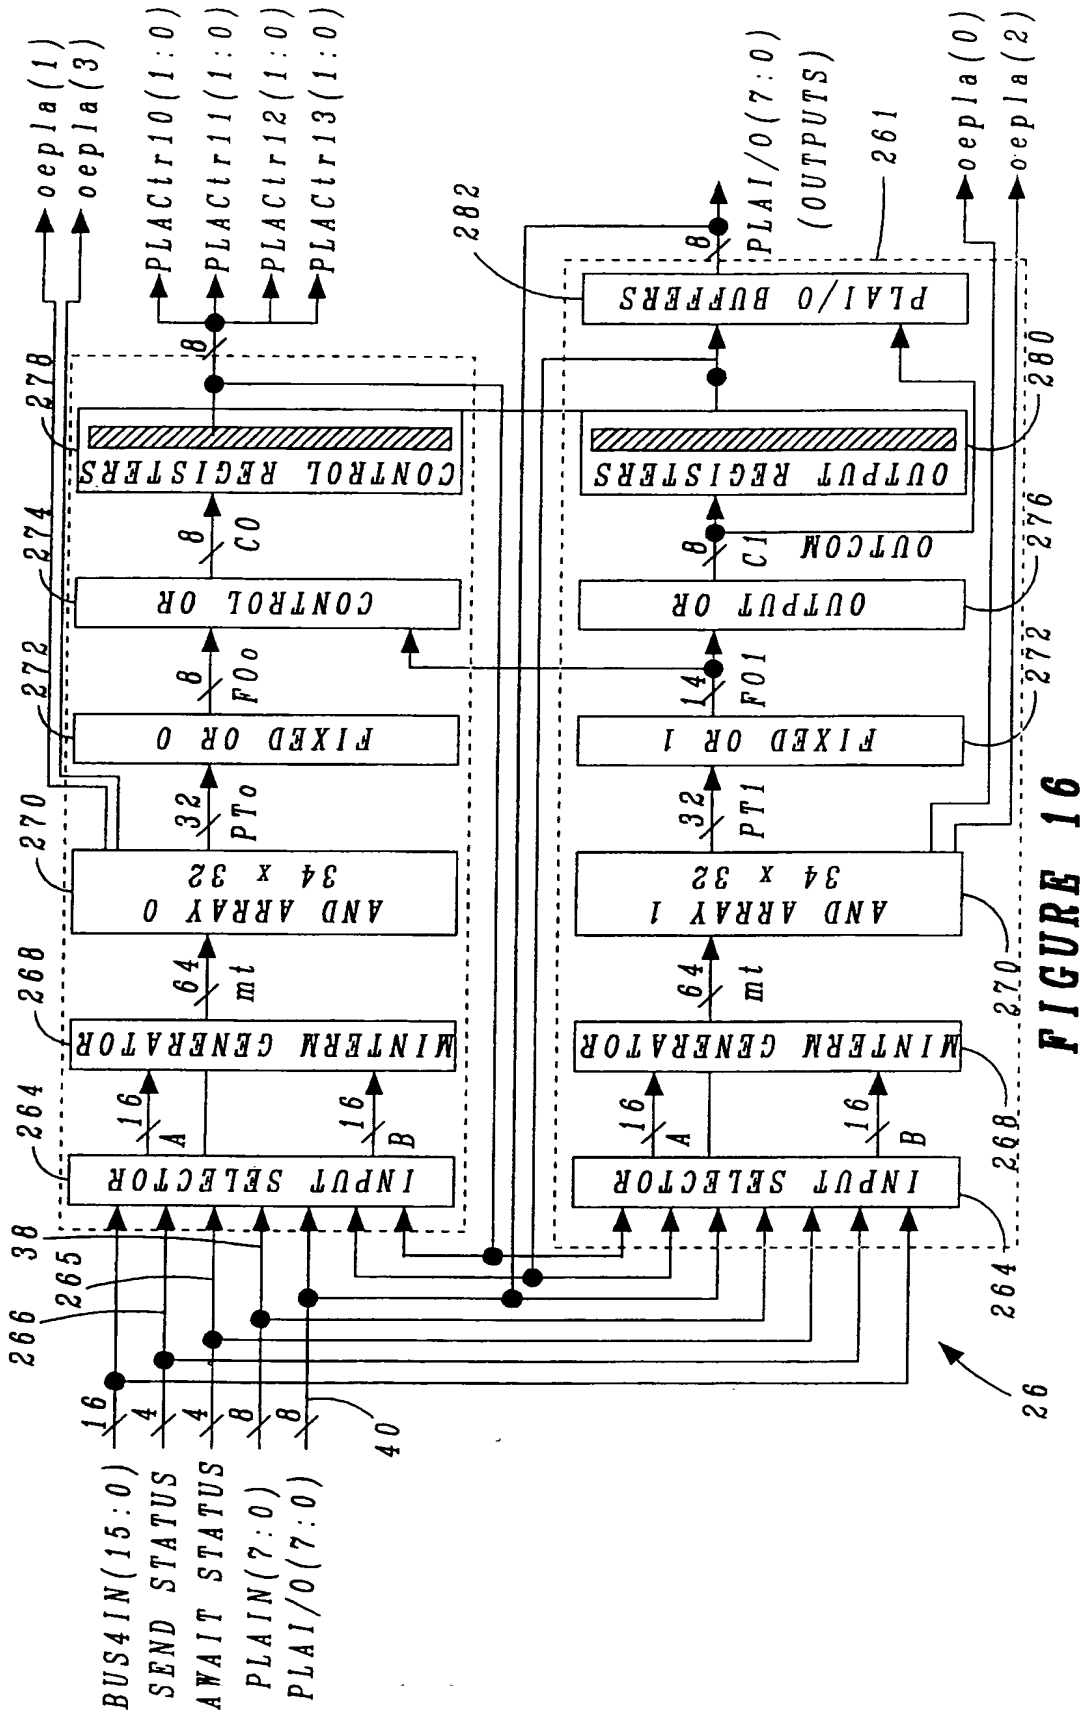 BUS4IN(15:0)
SEND STATUS
AWAIT STATUS
PLAIN(7:0)
PLAI/O(7:0)
16
4
4
8
8
40
266
265
38
264
INPUT SELECTOR
16
A
16
B
268
MINTERM GENERATOR
64
mt
270
AND ARRAY 0
34 x 32
32
PTo
272
FIXED OR 0
8
FOo
274
CONTROL OR
8
CO
278
CONTROL REGISTERS
8
oepla(1)
oepla(3)
PLACtr10(1:0)
PLACtr11(1:0)
PLACtr12(1:0)
PLACtr13(1:0)
INPUT SELECTOR
264
16
A
16
B
MINTERM GENERATOR
268
64
mt
AND ARRAY 1
34 x 32
270
32
PT1
FIXED OR 1
272
14
FO1
OUTPUT OR
276
8
C1
OUTCOM
OUTPUT REGISTERS
280
282
PLAI/O BUFFERS
261
8
PLAI/O(7:0)
(OUTPUTS)
oepla(0)
oepla(2)
26
FIGURE 16